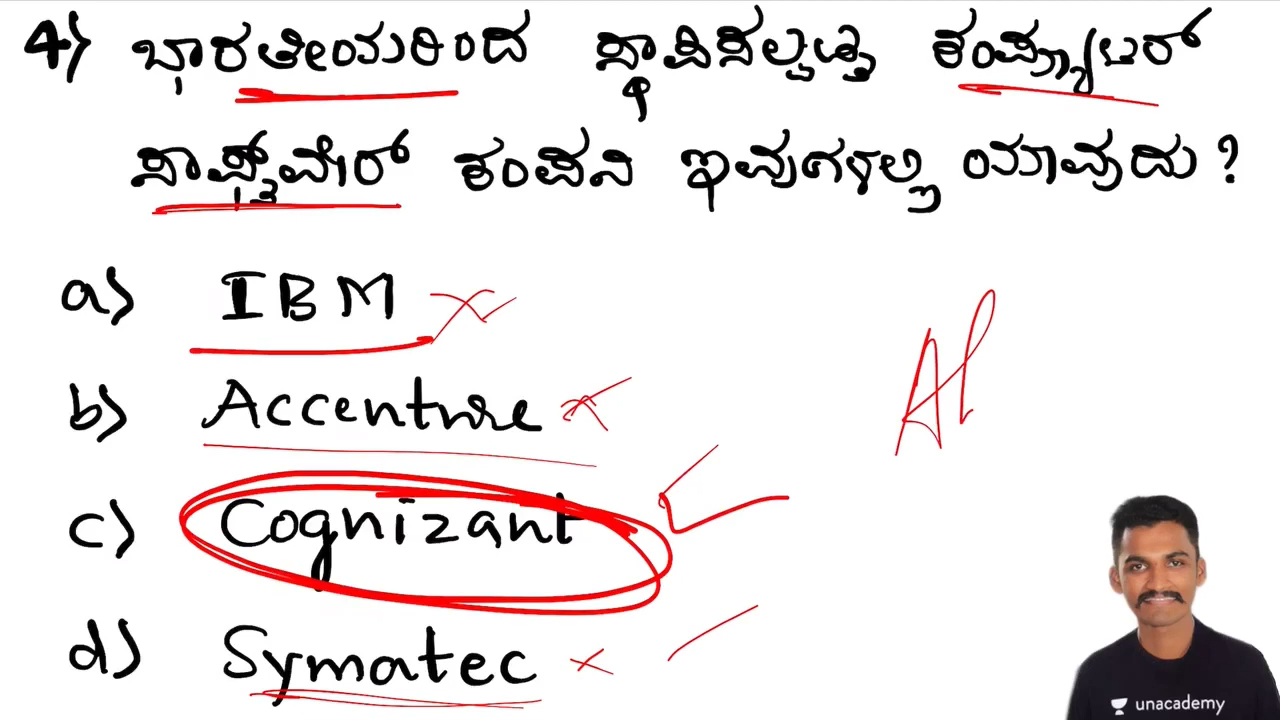 4) ಭಾರತೀಯರಿಂದ ಸ್ಥಾಪಿಸಲ್ಪಟ್ಟ ಕಂಪ್ಯೂಟರ್
ಸಾಫ್ಟ್‌ವೇರ್ ಕಂಪನಿ ಇವುಗಳಲ್ಲಿ ಯಾವುದು?
a) IBM
b) Accenture
c) Cognizant
d) Symatec
unacademy